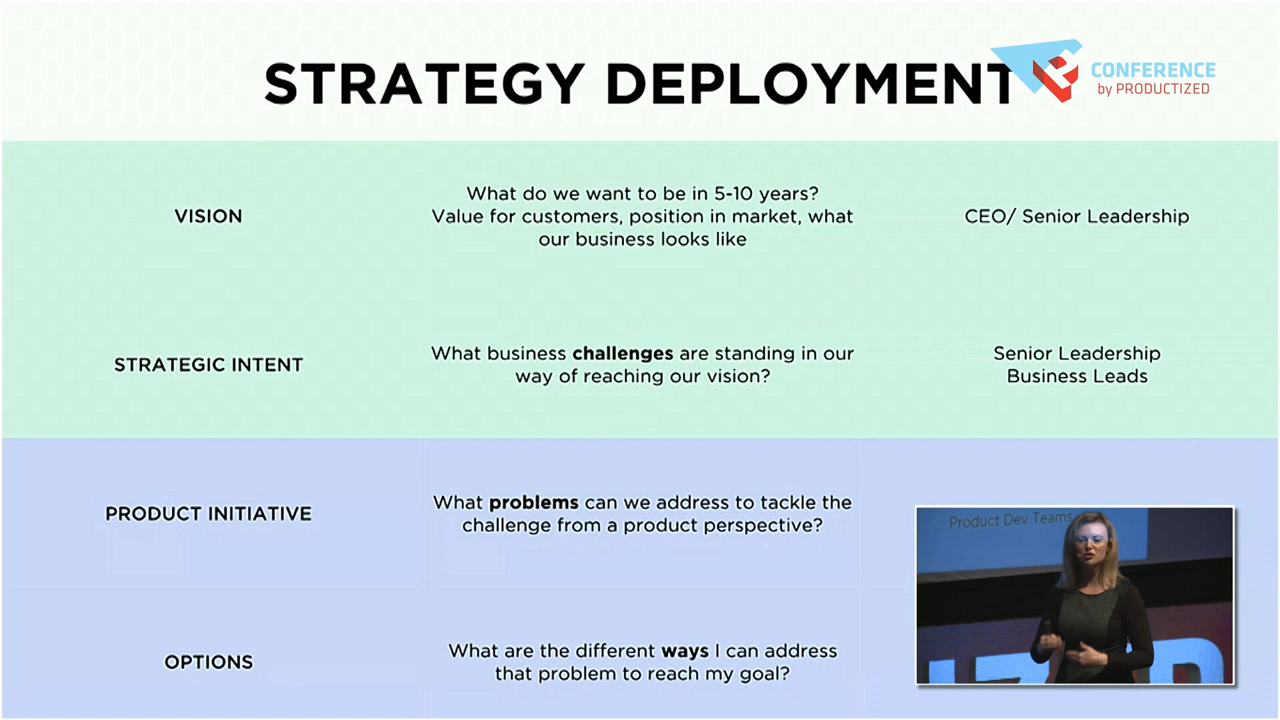 STRATEGY DEPLOYMENT
CONFERENCE
by PRODUCTIZED
VISION
What do we want to be in 5-10 years?
Value for customers, position in market, what
our business looks like
CEO/ Senior Leadership
STRATEGIC INTENT
What business challenges are standing in our
way of reaching our vision?
Senior Leadership
Business Leads
PRODUCT INITIATIVE
What problems can we address to tackle the
challenge from a product perspective?
Product Dev Teams
OPTIONS
What are the different ways I can address
that problem to reach my goal?